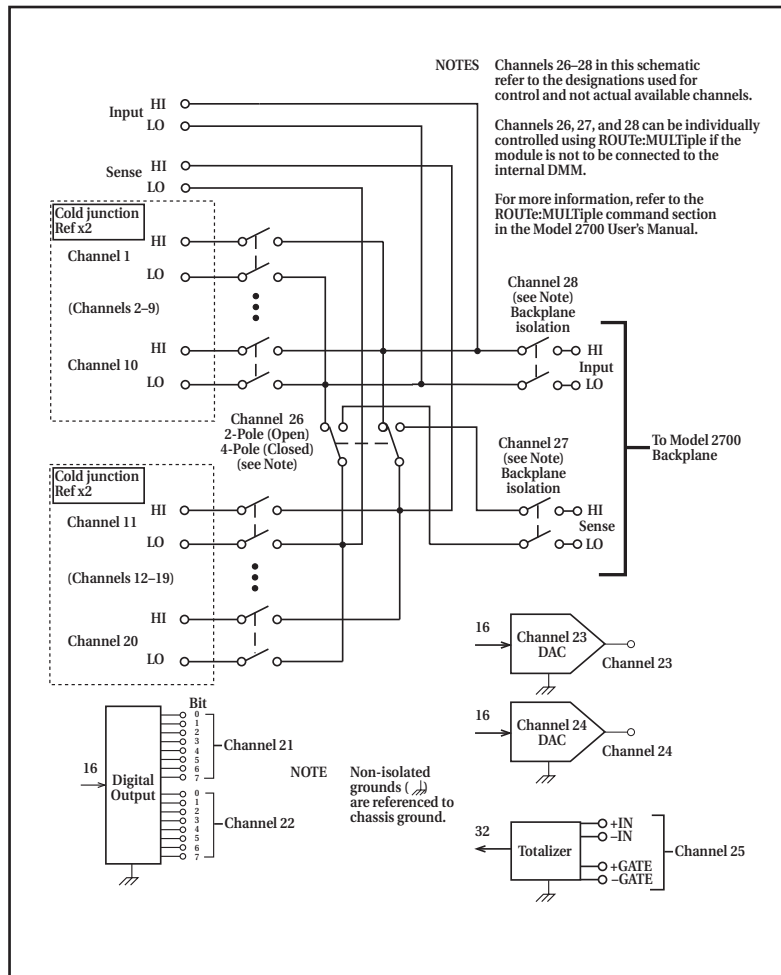 NOTES Channels 26–28 in this schematic
refer to the designations used for
control and not actual available channels.
Channels 26, 27, and 28 can be individually
controlled using ROUTe:MULTiple if the
module is not to be connected to the
internal DMM.
For more information, refer to the
ROUTe:MULTiple command section
in the Model 2700 User's Manual.
Input HI
LO
Sense HI
LO
Cold junction
Ref x2
Channel 1 HI
LO
(Channels 2–9)
Channel 10 HI
LO
Channel 28
(see Note)
Backplane
isolation
HI
Input
LO
Channel 26
2-Pole (Open)
4-Pole (Closed)
(see Note)
Channel 27
(see Note)
Backplane
isolation
HI
Sense
LO
To Model 2700
Backplane
Cold junction
Ref x2
Channel 11 HI
LO
(Channels 12–19)
Channel 20 HI
LO
16
Channel 23
DAC
Channel 23
16
Channel 24
DAC
Channel 24
Bit
0
1
2
3
4
5
6
7
Channel 21
16
Digital
Output
0
1
2
3
4
5
6
7
Channel 22
NOTE Non-isolated
grounds ( )
are referenced to
chassis ground.
32
Totalizer
+IN
–IN
+GATE
–GATE
Channel 25